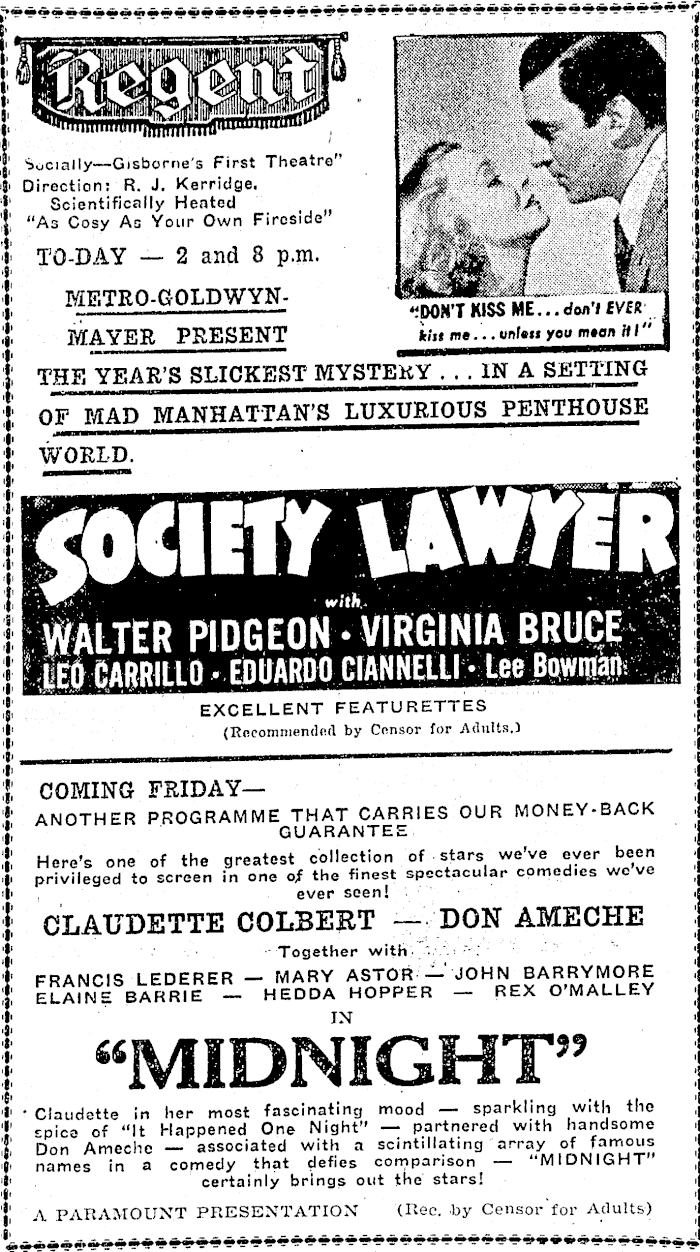 Regent
Socially—Gisborne's First Theatre"
Direction: R. J. Kerridge.
Scientifically Heated
"As Cosy As Your Own Fireside"
TO-DAY — 2 and 8 p.m.
METRO-GOLDWYN-
MAYER PRESENT
"DON'T KISS ME...don't EVER
kiss me...unless you mean it!"
THE YEAR'S SLICKEST MYSTERY . . . IN A SETTING
OF MAD MANHATTAN'S LUXURIOUS PENTHOUSE
WORLD.
SOCIETY LAWYER
with
WALTER PIDGEON · VIRGINIA BRUCE
LEO CARRILLO · EDUARDO CIANNELLI · Lee Bowman
EXCELLENT FEATURETTES
(Recommended by Censor for Adults.)
COMING FRIDAY—
ANOTHER PROGRAMME THAT CARRIES OUR MONEY-BACK
GUARANTEE
Here's one of the greatest collection of stars we've ever been
privileged to screen in one of the finest spectacular comedies we've
ever seen!
CLAUDETTE COLBERT — DON AMECHE
Together with
FRANCIS LEDERER — MARY ASTOR — JOHN BARRYMORE
ELAINE BARRIE — HEDDA HOPPER — REX O'MALLEY
IN
"MIDNIGHT"
Claudette in her most fascinating mood — sparkling with the
spice of "It Happened One Night" — partnered with handsome
Don Ameche — associated with a scintillating array of famous
names in a comedy that defies comparison — "MIDNIGHT"
certainly brings out the stars!
A PARAMOUNT PRESENTATION (Rec. by Censor for Adults)